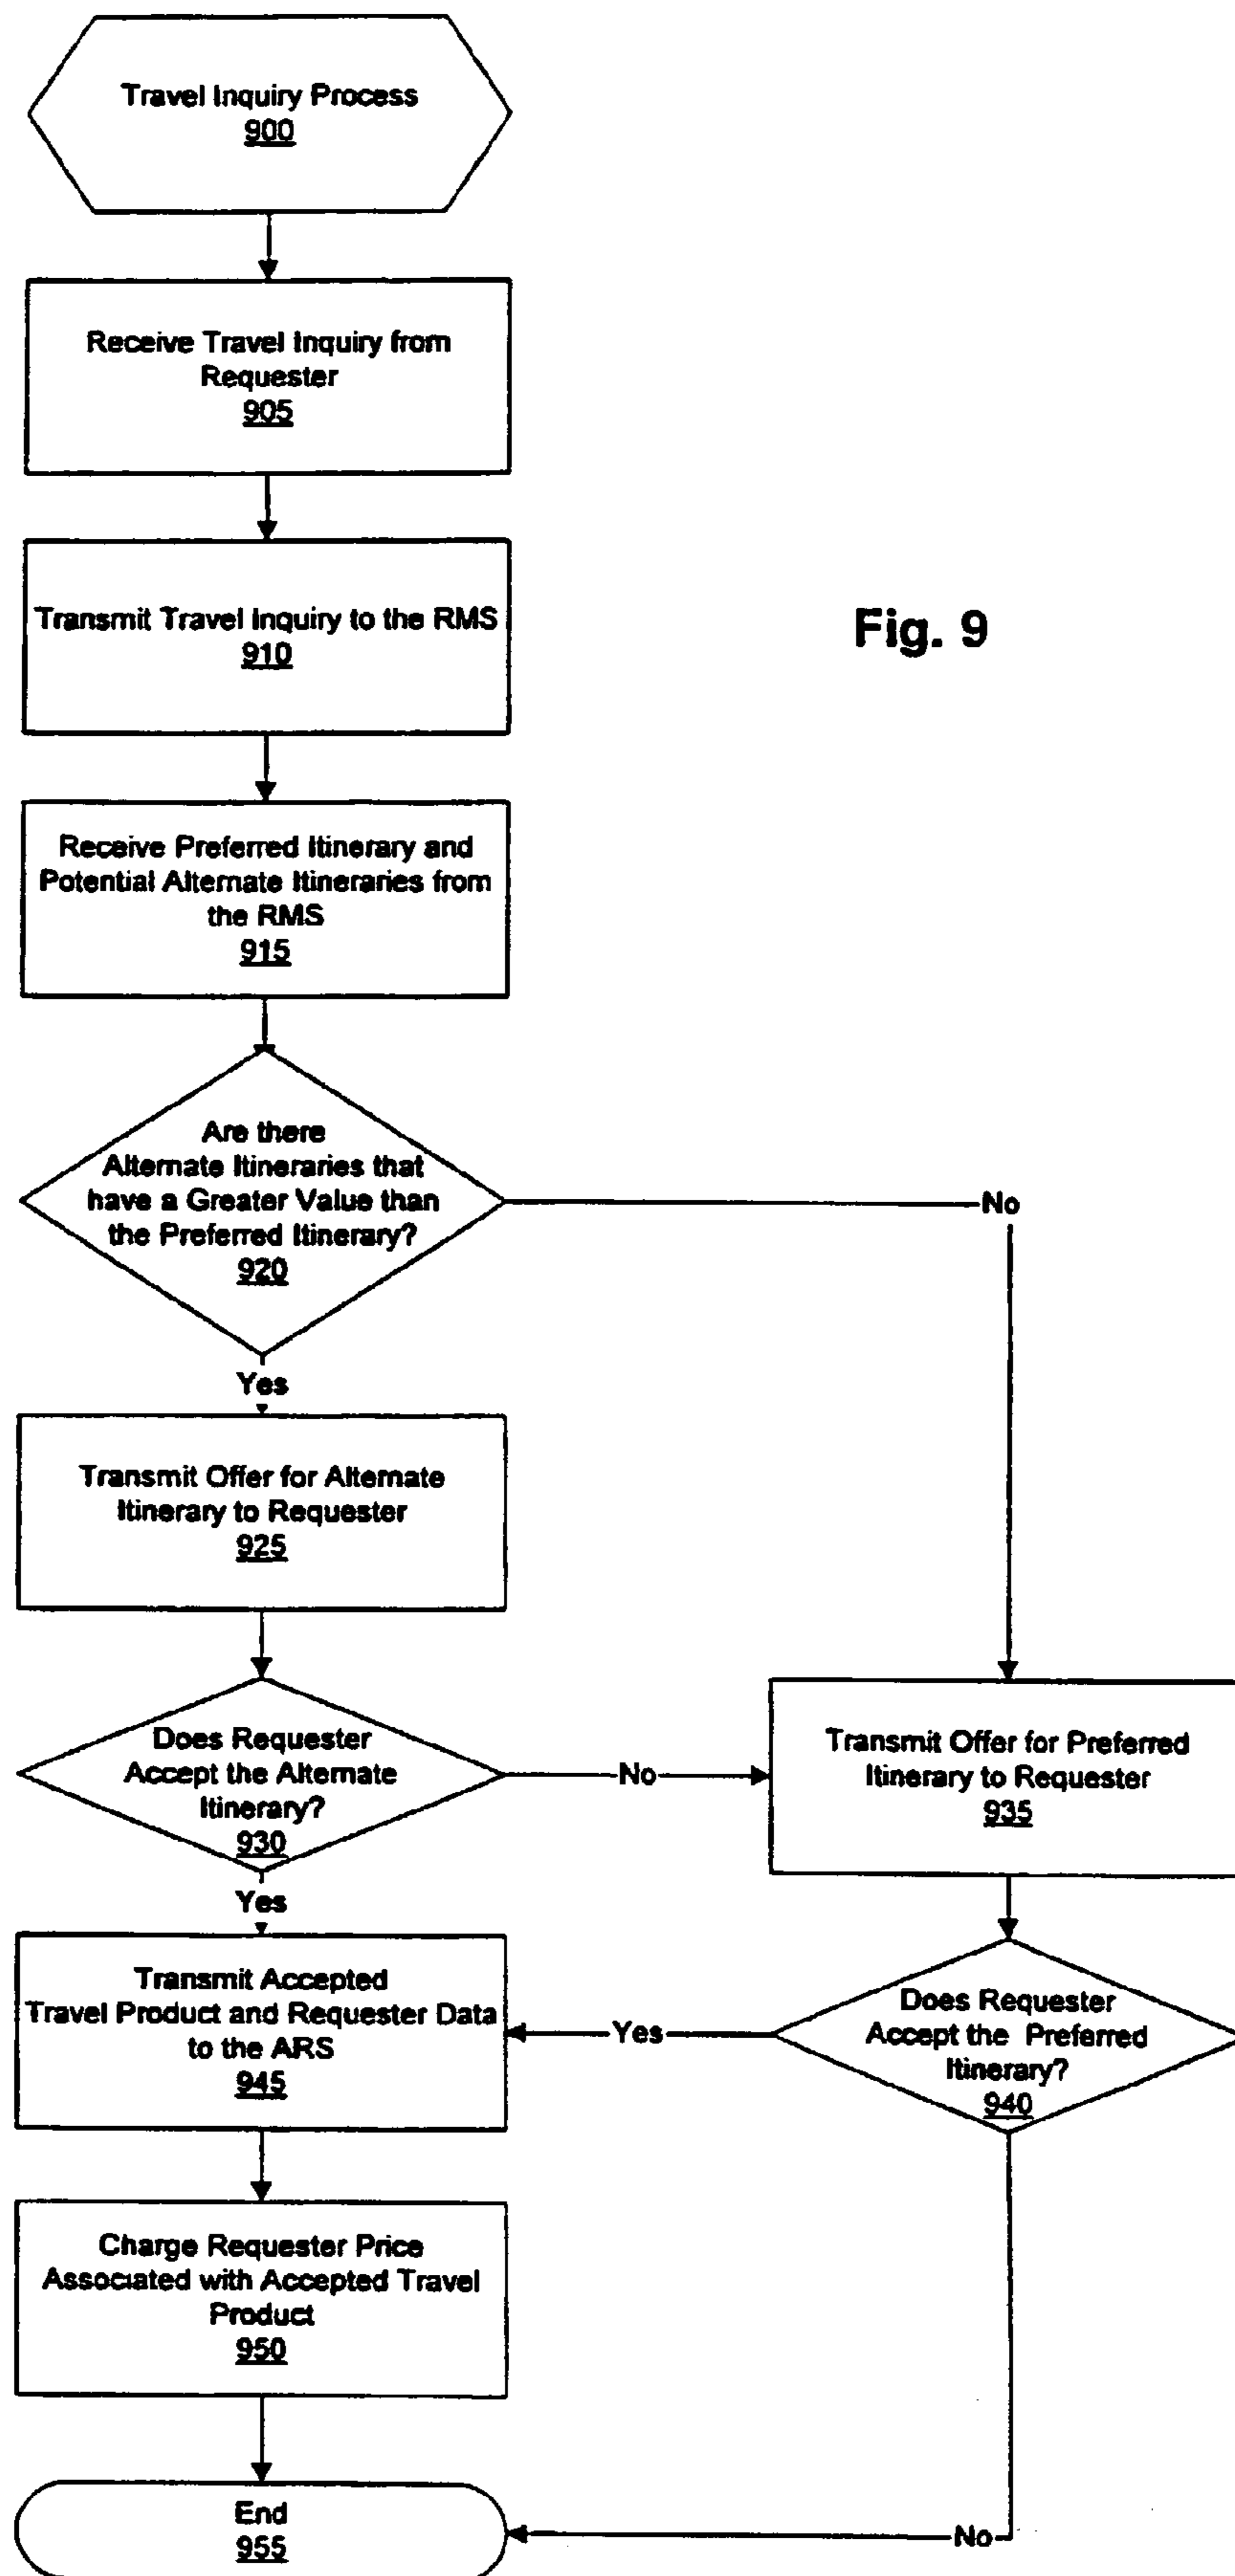 Travel Inquiry Process
900
Receive Travel Inquiry from
Requester
905
Transmit Travel Inquiry to the RMS
910
Fig. 9
Receive Preferred Itinerary and
Potential Alternate Itineraries from
the RMS
915
Are there
Alternate Itineraries that
have a Greater Value than
the Preferred Itinerary?
920
No
Yes
Transmit Offer for Alternate
Itinerary to Requester
925
Does Requester
Accept the Alternate
Itinerary?
930
No
Transmit Offer for Preferred
Itinerary to Requester
935
Yes
Transmit Accepted
Travel Product and Requester Data
to the ARS
945
Yes
Does Requester
Accept the Preferred
Itinerary?
940
Charge Requester Price
Associated with Accepted Travel
Product
950
End
955
No